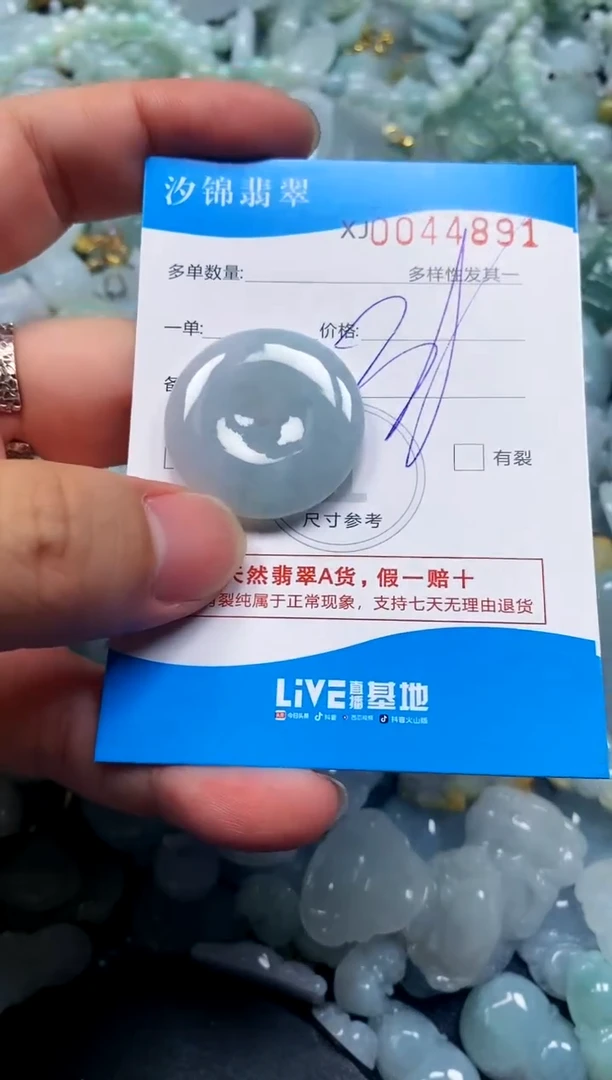 汐锦翡翠
XJ0044891
多单数量: 多样性发其一
一单: 价格:
有裂
尺寸参考
天然翡翠A货，假一赔十
有裂纯属于正常现象，支持七天无理由退货
LiVE直播基地
今日头条 抖音 西瓜视频 抖音火山版